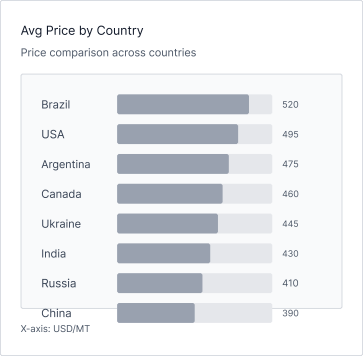 Avg Price by Country
Price comparison across countries
Brazil 520
USA 495
Argentina 475
Canada 460
Ukraine 445
India 430
Russia 410
China 390
X-axis: USD/MT